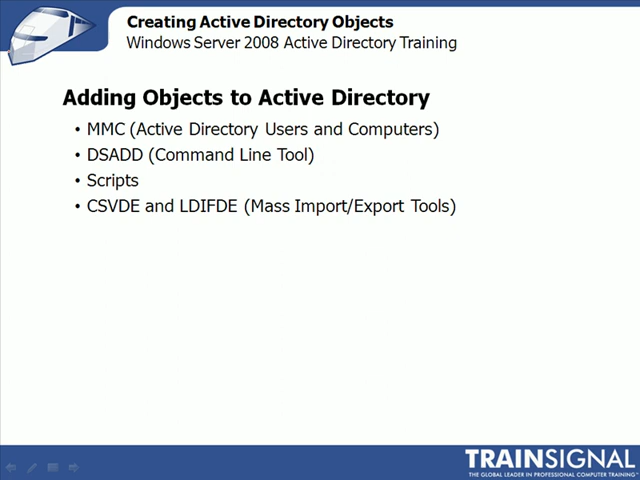 Creating Active Directory Objects
Windows Server 2008 Active Directory Training
Adding Objects to Active Directory
• MMC (Active Directory Users and Computers)
• DSADD (Command Line Tool)
• Scripts
• CSVDE and LDIFDE (Mass Import/Export Tools)
TRAINSIGNAL
THE GLOBAL LEADER IN PROFESSIONAL COMPUTER TRAINING